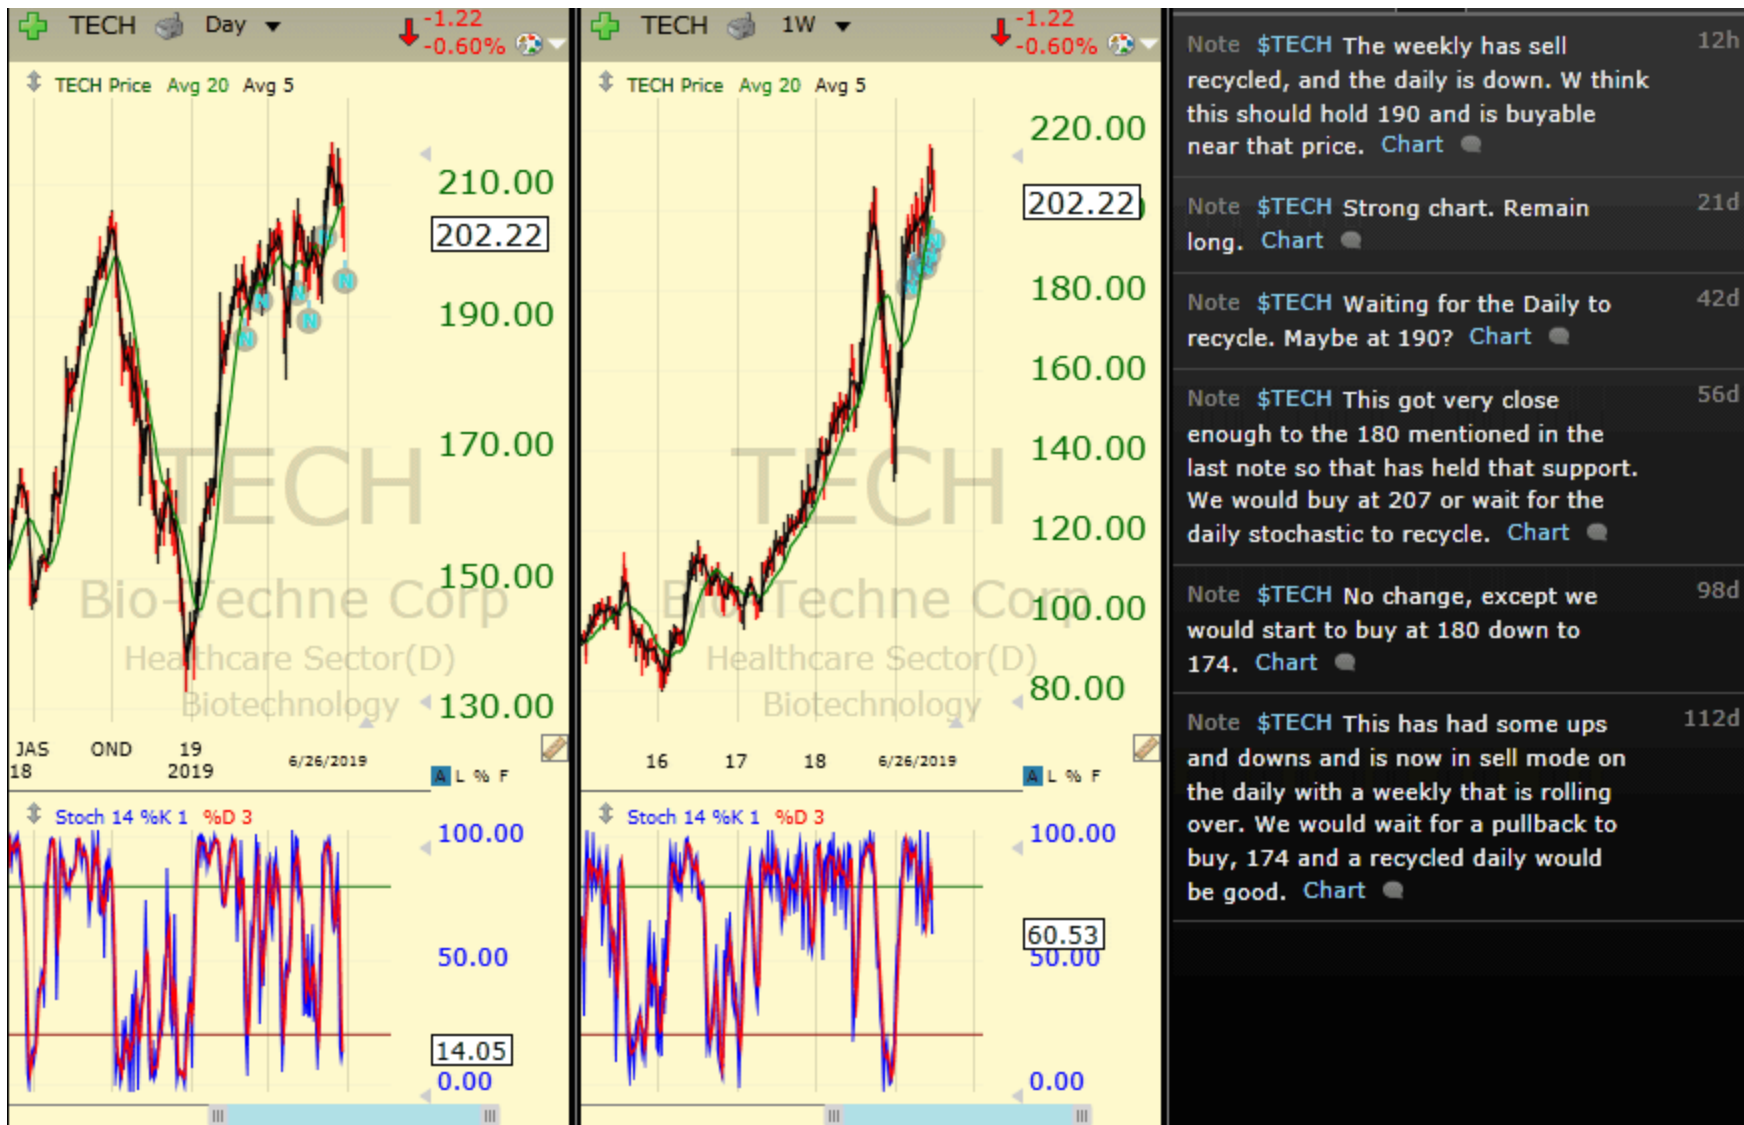 TECH Day -1.22
-0.60%
TECH Price Avg 20 Avg 5
210.00
202.22
190.00
170.00
150.00
130.00
N
N
N
N
N
N
TECH
Bio-Techne Corp
Healthcare Sector(D)
Biotechnology
JAS OND 19 6/26/2019
18 2019
A L % F
Stoch 14 %K 1 %D 3
100.00
50.00
14.05
0.00
TECH 1W -1.22
-0.60%
TECH Price Avg 20 Avg 5
220.00
202.22
180.00
160.00
140.00
120.00
100.00
80.00
N
N
N
N
TECH
Bio-Techne Corp
Healthcare Sector(D)
Biotechnology
16 17 18 6/26/2019
A L % F
Stoch 14 %K 1 %D 3
100.00
60.53
50.00
0.00
Note $TECH The weekly has sell 12h
recycled, and the daily is down. W think
this should hold 190 and is buyable
near that price. Chart
Note $TECH Strong chart. Remain 21d
long. Chart
Note $TECH Waiting for the Daily to 42d
recycle. Maybe at 190? Chart
Note $TECH This got very close 56d
enough to the 180 mentioned in the
last note so that has held that support.
We would buy at 207 or wait for the
daily stochastic to recycle. Chart
Note $TECH No change, except we 98d
would start to buy at 180 down to
174. Chart
Note $TECH This has had some ups 112d
and downs and is now in sell mode on
the daily with a weekly that is rolling
over. We would wait for a pullback to
buy, 174 and a recycled daily would
be good. Chart